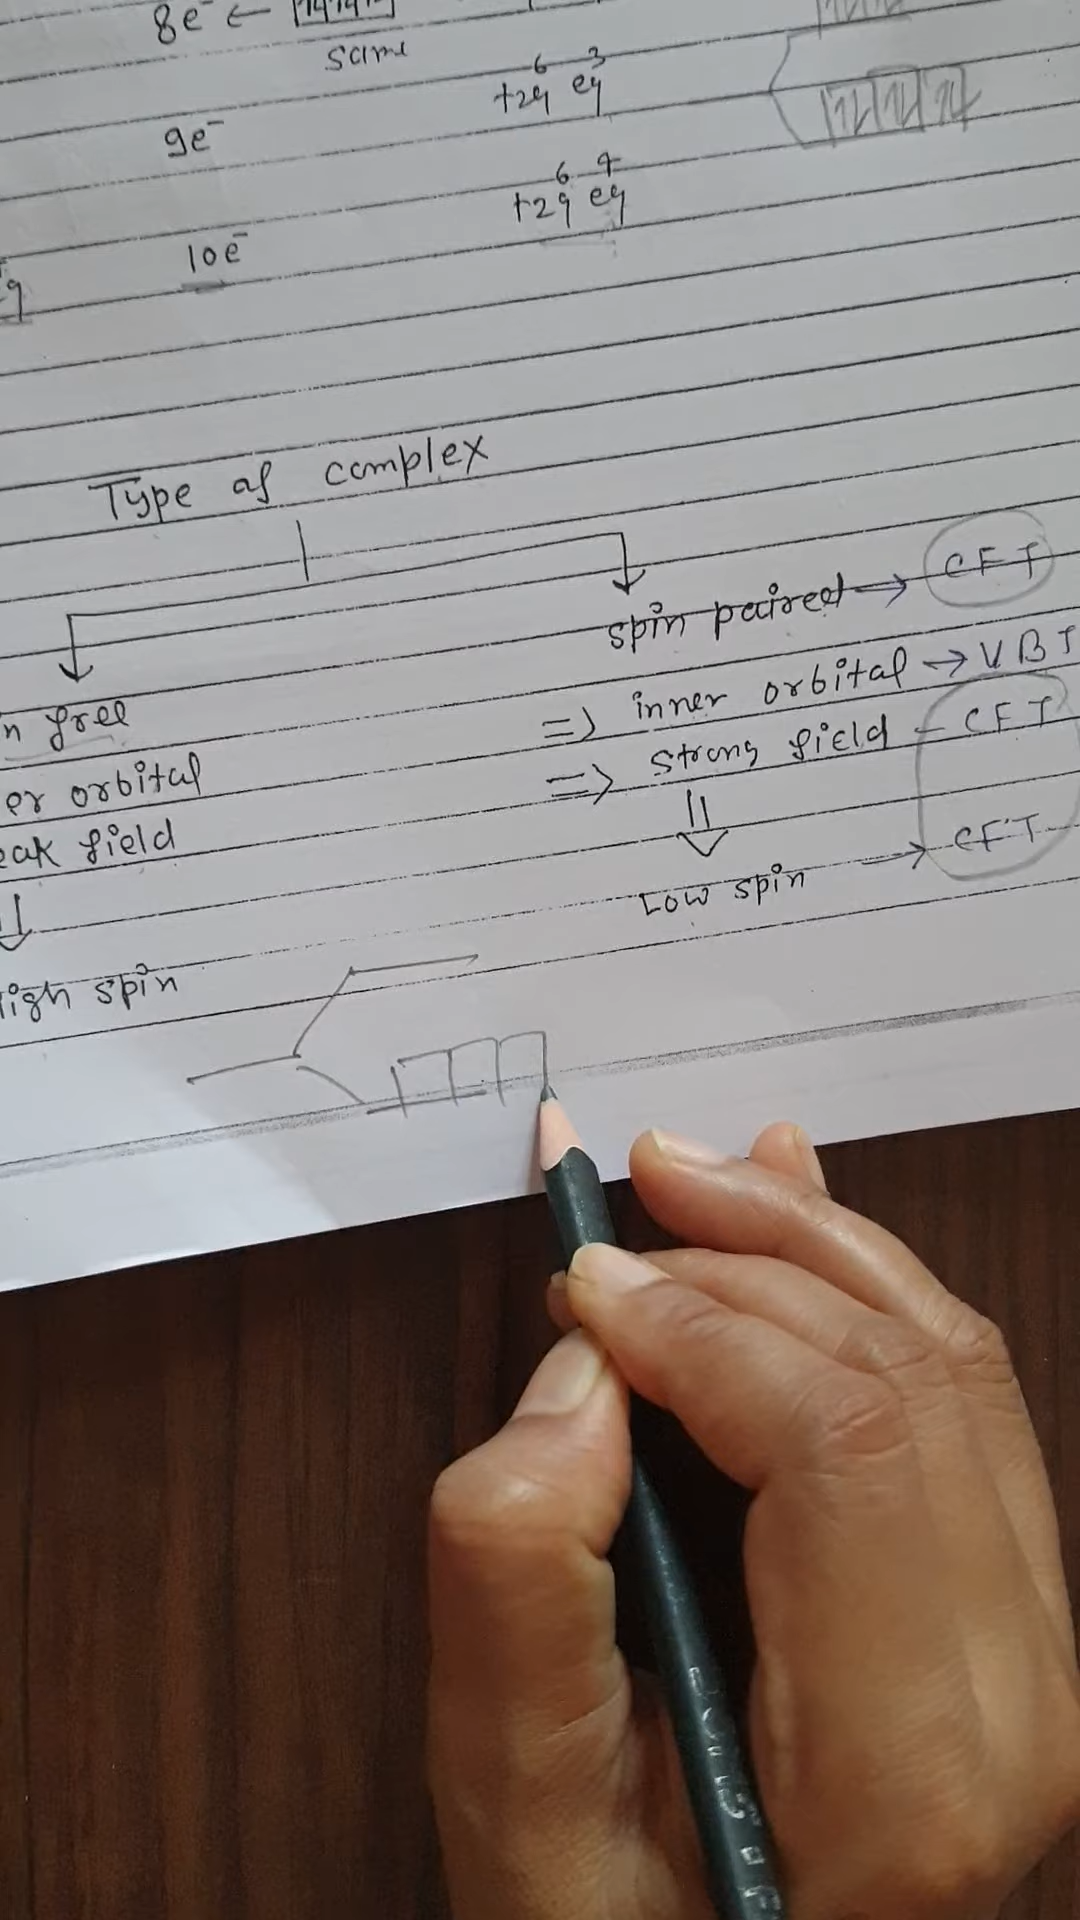 8e⁻ ←
same
t2g⁶ eg³
9e⁻
t2g⁶ eg⁴
10e⁻
g
Type of complex
spin paired → CFT
n free
=> inner orbital → VBT
er orbital
=> strong field - CFT
eak field
Low spin → CFT
High spin